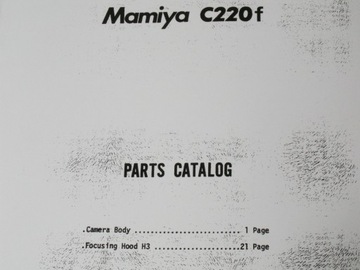 Mamiya C220f
PARTS CATALOG
.Camera Body ........................... 1 Page
.Focusing Hood H3 ...................... 21 Page